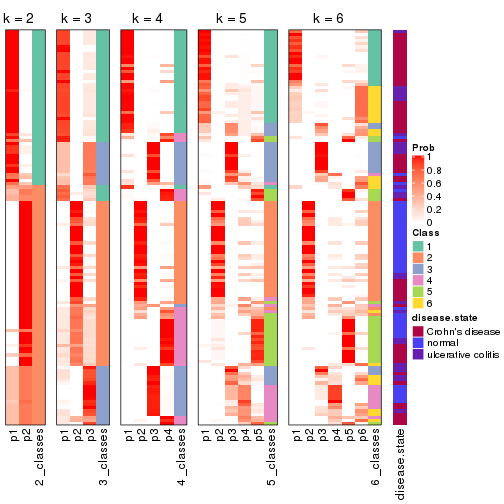 k = 2
k = 3
k = 4
k = 5
k = 6
p1
p2
2_classes
p1
p2
p3
3_classes
p1
p2
p3
p4
4_classes
p1
p2
p3
p4
p5
5_classes
p1
p2
p3
p4
p5
p6
6_classes
disease.state
Prob
1
0.8
0.6
0.4
0.2
0
Class
1
2
3
4
5
6
disease.state
Crohn's disease
normal
ulcerative colitis